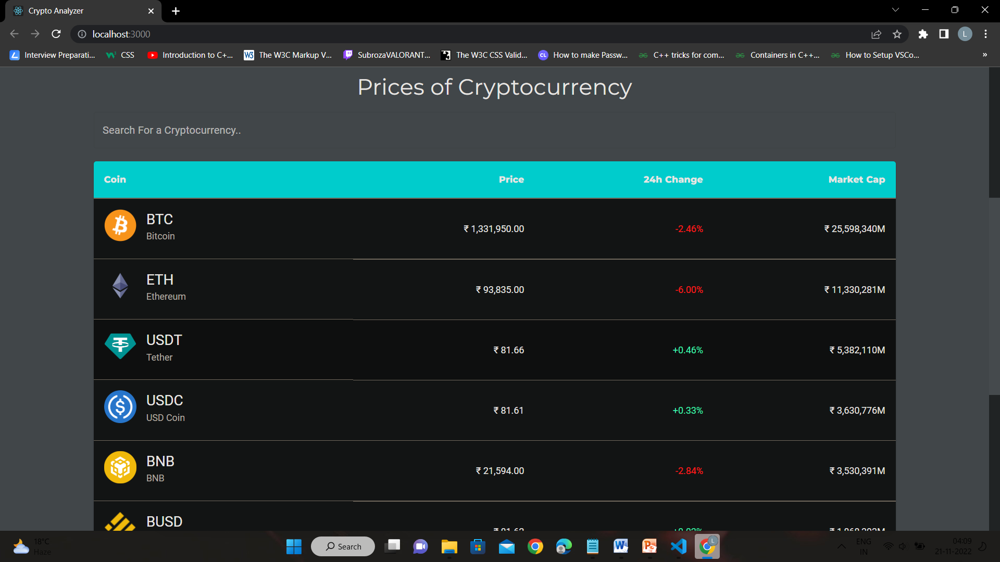 Crypto Analyzer
localhost:3000
L
Interview Preparati...
CSS
Introduction to C+...
The W3C Markup V...
SubrozaVALORANT...
The W3C CSS Valid...
CL
How to make Passw...
C++ tricks for com...
Containers in C++...
How to Setup VSCo...
»
Prices of Cryptocurrency
Search For a Cryptocurrency..
Coin Price 24h Change Market Cap
BTC
Bitcoin
₹ 1,331,950.00 -2.46% ₹ 25,598,340M
ETH
Ethereum
₹ 93,835.00 -6.00% ₹ 11,330,281M
USDT
Tether
₹ 81.66 +0.46% ₹ 5,382,110M
USDC
USD Coin
₹ 81.61 +0.33% ₹ 3,630,776M
BNB
BNB
₹ 21,594.00 -2.84% ₹ 3,530,391M
BUSD
18°C
Haze
Search
ENG
IN
04:09
21-11-2022